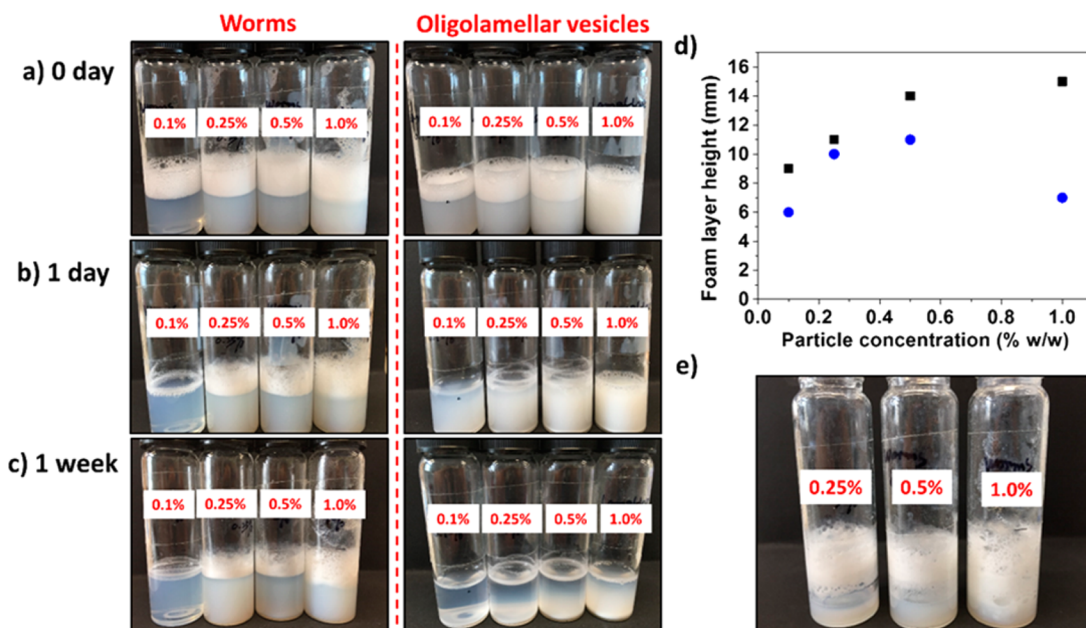 Worms
Oligolamellar vesicles
a) 0 day
0.1% 0.25% 0.5% 1.0%
0.1% 0.25% 0.5% 1.0%
b) 1 day
0.1% 0.25% 0.5% 1.0%
0.1% 0.25% 0.5% 1.0%
c) 1 week
0.1% 0.25% 0.5% 1.0%
0.1% 0.25% 0.5% 1.0%
d)
Foam layer height (mm)
16
14
12
10
8
6
4
2
0
0.0 0.2 0.4 0.6 0.8 1.0
Particle concentration (% w/w)
e)
0.25% 0.5% 1.0%